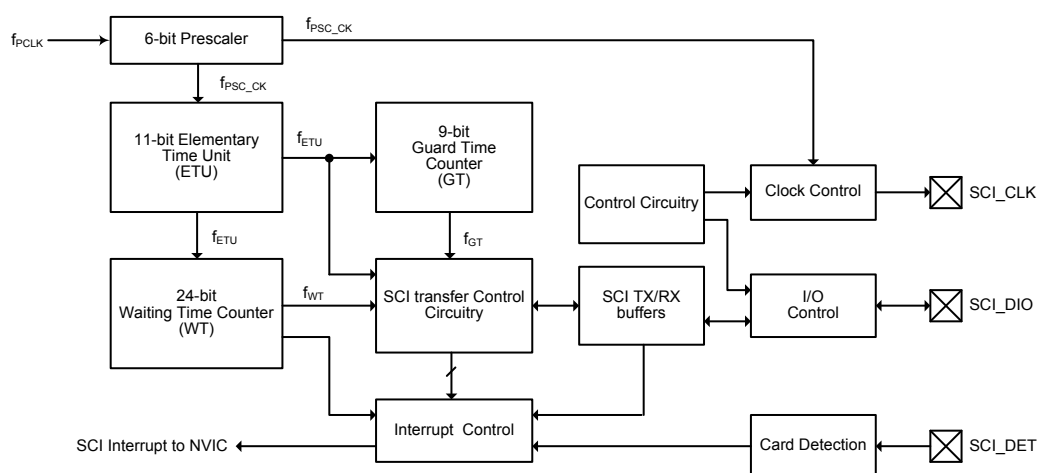 fPCLK
6-bit Prescaler
fPSC_CK
fPSC_CK
11-bit Elementary
Time Unit
(ETU)
fETU
9-bit
Guard Time
Counter
(GT)
Control Circuitry
Clock Control
SCI_CLK
fETU
fGT
24-bit
Waiting Time Counter
(WT)
fWT
SCI transfer Control
Circuitry
SCI TX/RX
buffers
I/O
Control
SCI_DIO
SCI Interrupt to NVIC
Interrupt Control
Card Detection
SCI_DET